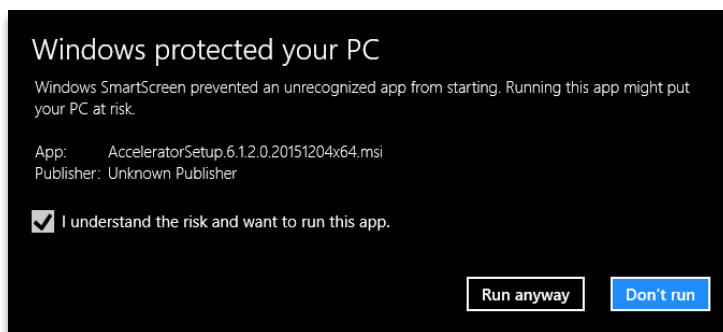 Windows protected your PC
Windows SmartScreen prevented an unrecognized app from starting. Running this app might put
your PC at risk.
App: AcceleratorSetup.6.1.2.0.20151204x64.msi
Publisher: Unknown Publisher
I understand the risk and want to run this app.
Run anyway
Don't run